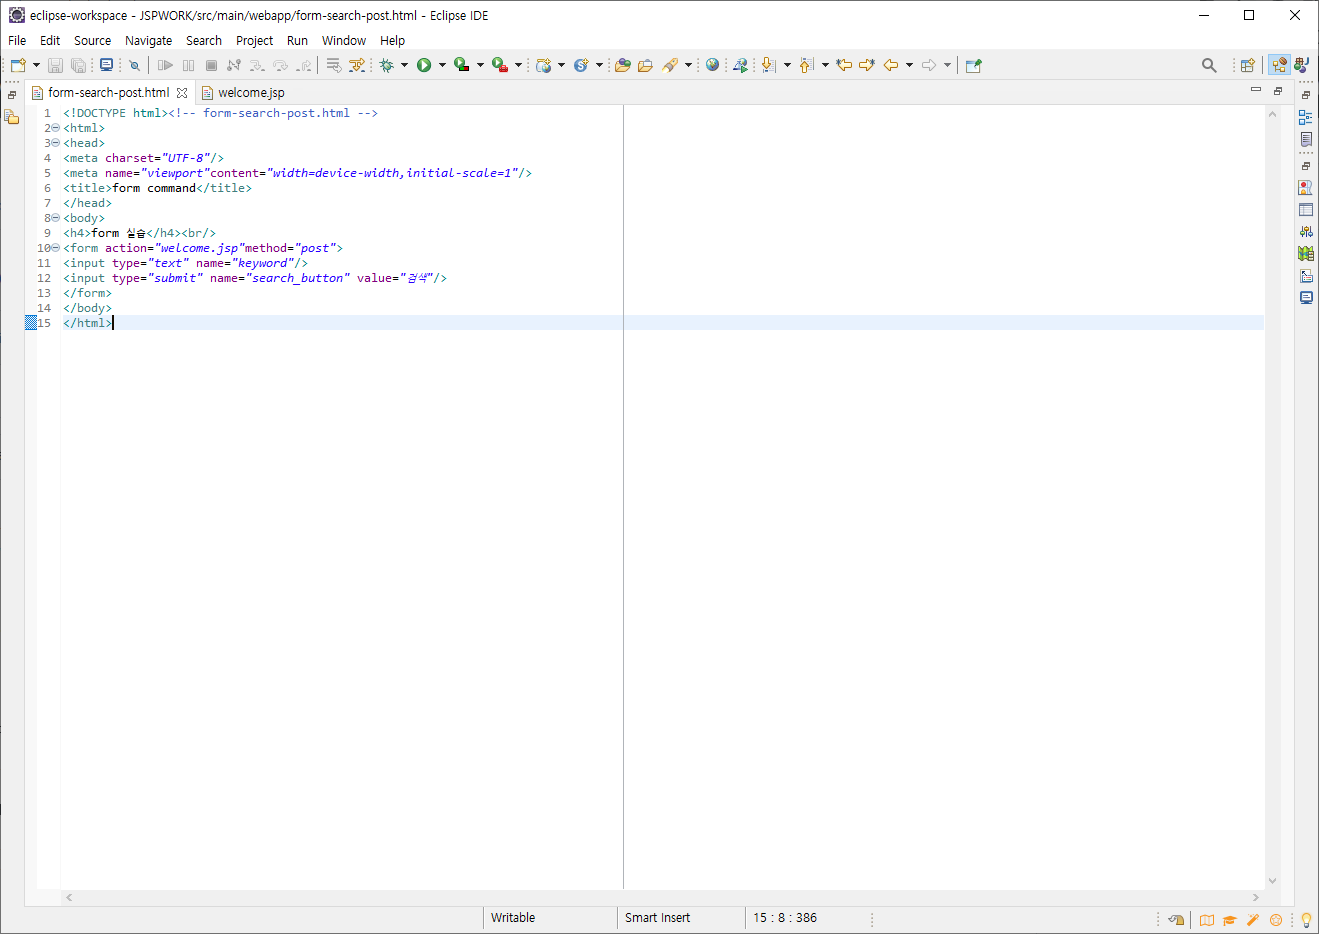 eclipse-workspace - JSPWORK/src/main/webapp/form-search-post.html - Eclipse IDE
File Edit Source Navigate Search Project Run Window Help
form-search-post.html welcome.jsp
1 <!DOCTYPE html><!-- form-search-post.html -->
2 <html>
3 <head>
4 <meta charset="UTF-8"/>
5 <meta name="viewport"content="width=device-width,initial-scale=1"/>
6 <title>form command</title>
7 </head>
8 <body>
9 <h4>form 실습</h4><br/>
10 <form action="welcome.jsp"method="post">
11 <input type="text" name="keyword"/>
12 <input type="submit" name="search_button" value="검색"/>
13 </form>
14 </body>
15 </html>
Writable Smart Insert 15 : 8 : 386